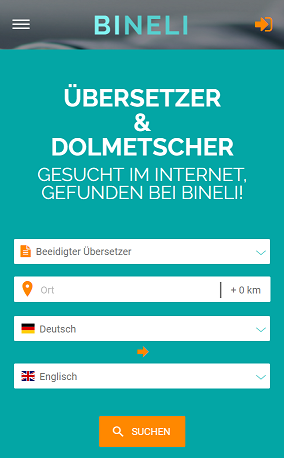 BINELI
ÜBERSETZER
&
DOLMETSCHER
GESUCHT IM INTERNET,
GEFUNDEN BEI BINELI!
Beeidigter Übersetzer
Ort + 0 km
Deutsch
Englisch
SUCHEN